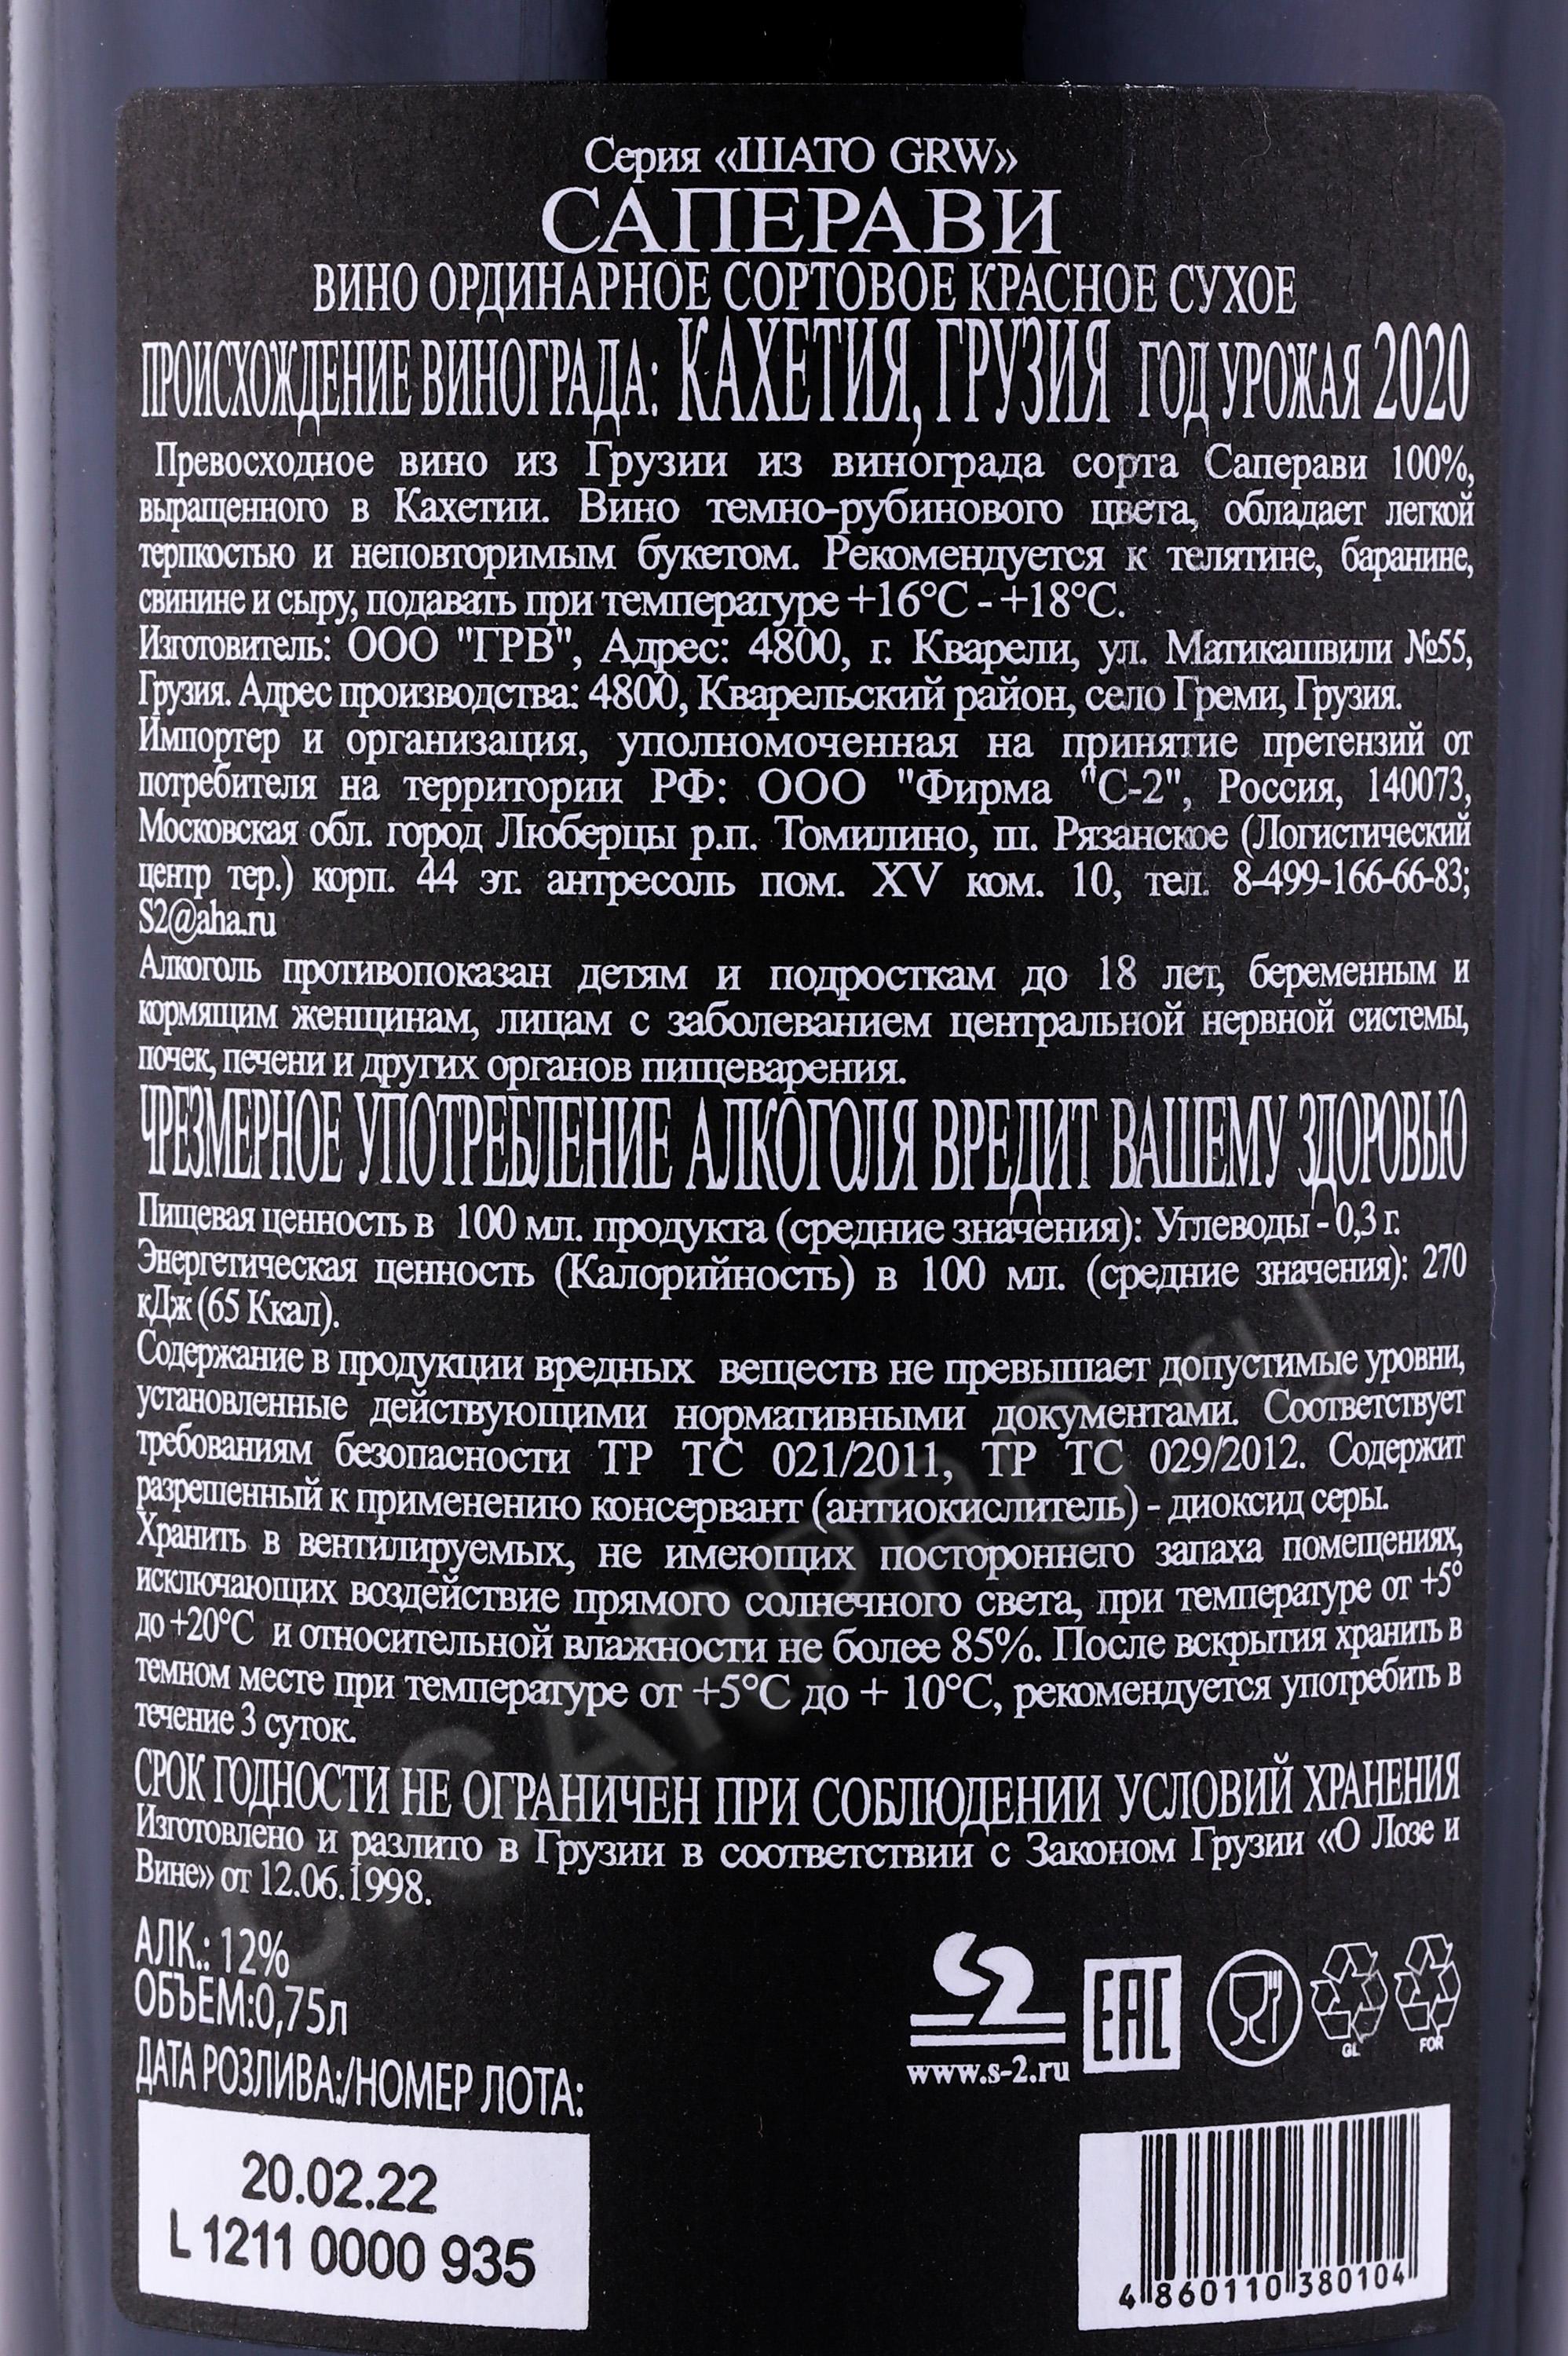 Серия «ШАТО GRW»
САПЕРАВИ
ВИНО ОРДИНАРНОЕ СОРТОВОЕ КРАСНОЕ СУХОЕ
ПРОИСХОЖДЕНИЕ ВИНОГРАДА: КАХЕТИЯ, ГРУЗИЯ ГОД УРОЖАЯ 2020
Превосходное вино из Грузии из винограда сорта Саперави 100%,
выращенного в Кахетии. Вино темно-рубинового цвета, обладает легкой
терпкостью и неповторимым букетом. Рекомендуется к телятине, баранине,
свинине и сыру, подавать при температуре +16°C - +18°C.
Изготовитель: ООО "ГРВ", Адрес: 4800, г. Кварели, ул. Матикашвили №55,
Грузия. Адрес производства: 4800, Кварельский район, село Греми, Грузия.
Импортер и организация, уполномоченная на принятие претензий от
потребителя на территории РФ: ООО "Фирма "С-2", Россия, 140073,
Московская обл. город Люберцы р.п. Томилино, ш. Рязанское (Логистический
центр тер.) корп. 44 эт. антресоль пом. XV ком. 10, тел. 8-499-166-66-83;
S2@aha.ru
Алкоголь противопоказан детям и подросткам до 18 лет, беременным и
кормящим женщинам, лицам с заболеванием центральной нервной системы,
почек, печени и других органов пищеварения.
ЧРЕЗМЕРНОЕ УПОТРЕБЛЕНИЕ АЛКОГОЛЯ ВРЕДИТ ВАШЕМУ ЗДОРОВЬЮ
Пищевая ценность в 100 мл. продукта (средние значения): Углеводы - 0,3 г.
Энергетическая ценность (Калорийность) в 100 мл. (средние значения): 270
кДж (65 Ккал).
Содержание в продукции вредных веществ не превышает допустимые уровни,
установленные действующими нормативными документами. Соответствует
требованиям безопасности ТР ТС 021/2011, ТР ТС 029/2012. Содержит
разрешенный к применению консервант (антиокислитель) - диоксид серы.
Хранить в вентилируемых, не имеющих постороннего запаха помещениях,
исключающих воздействие прямого солнечного света, при температуре от +5°
до +20°C и относительной влажности не более 85%. После вскрытия хранить в
темном месте при температуре от +5°C до + 10°C, рекомендуется употребить в
течение 3 суток.
СРОК ГОДНОСТИ НЕ ОГРАНИЧЕН ПРИ СОБЛЮДЕНИИ УСЛОВИЙ ХРАНЕНИЯ
Изготовлено и разлито в Грузии в соответствии с Законом Грузии «О Лозе и
Вине» от 12.06.1998.
АЛК.: 12%
ОБЪЕМ:0,75л
ДАТА РОЗЛИВА:/НОМЕР ЛОТА:
20.02.22
L 1211 0000 935
S2
www.s-2.ru
EAC
GL
FOR
4 860110 380104
CIGARPRO.RU